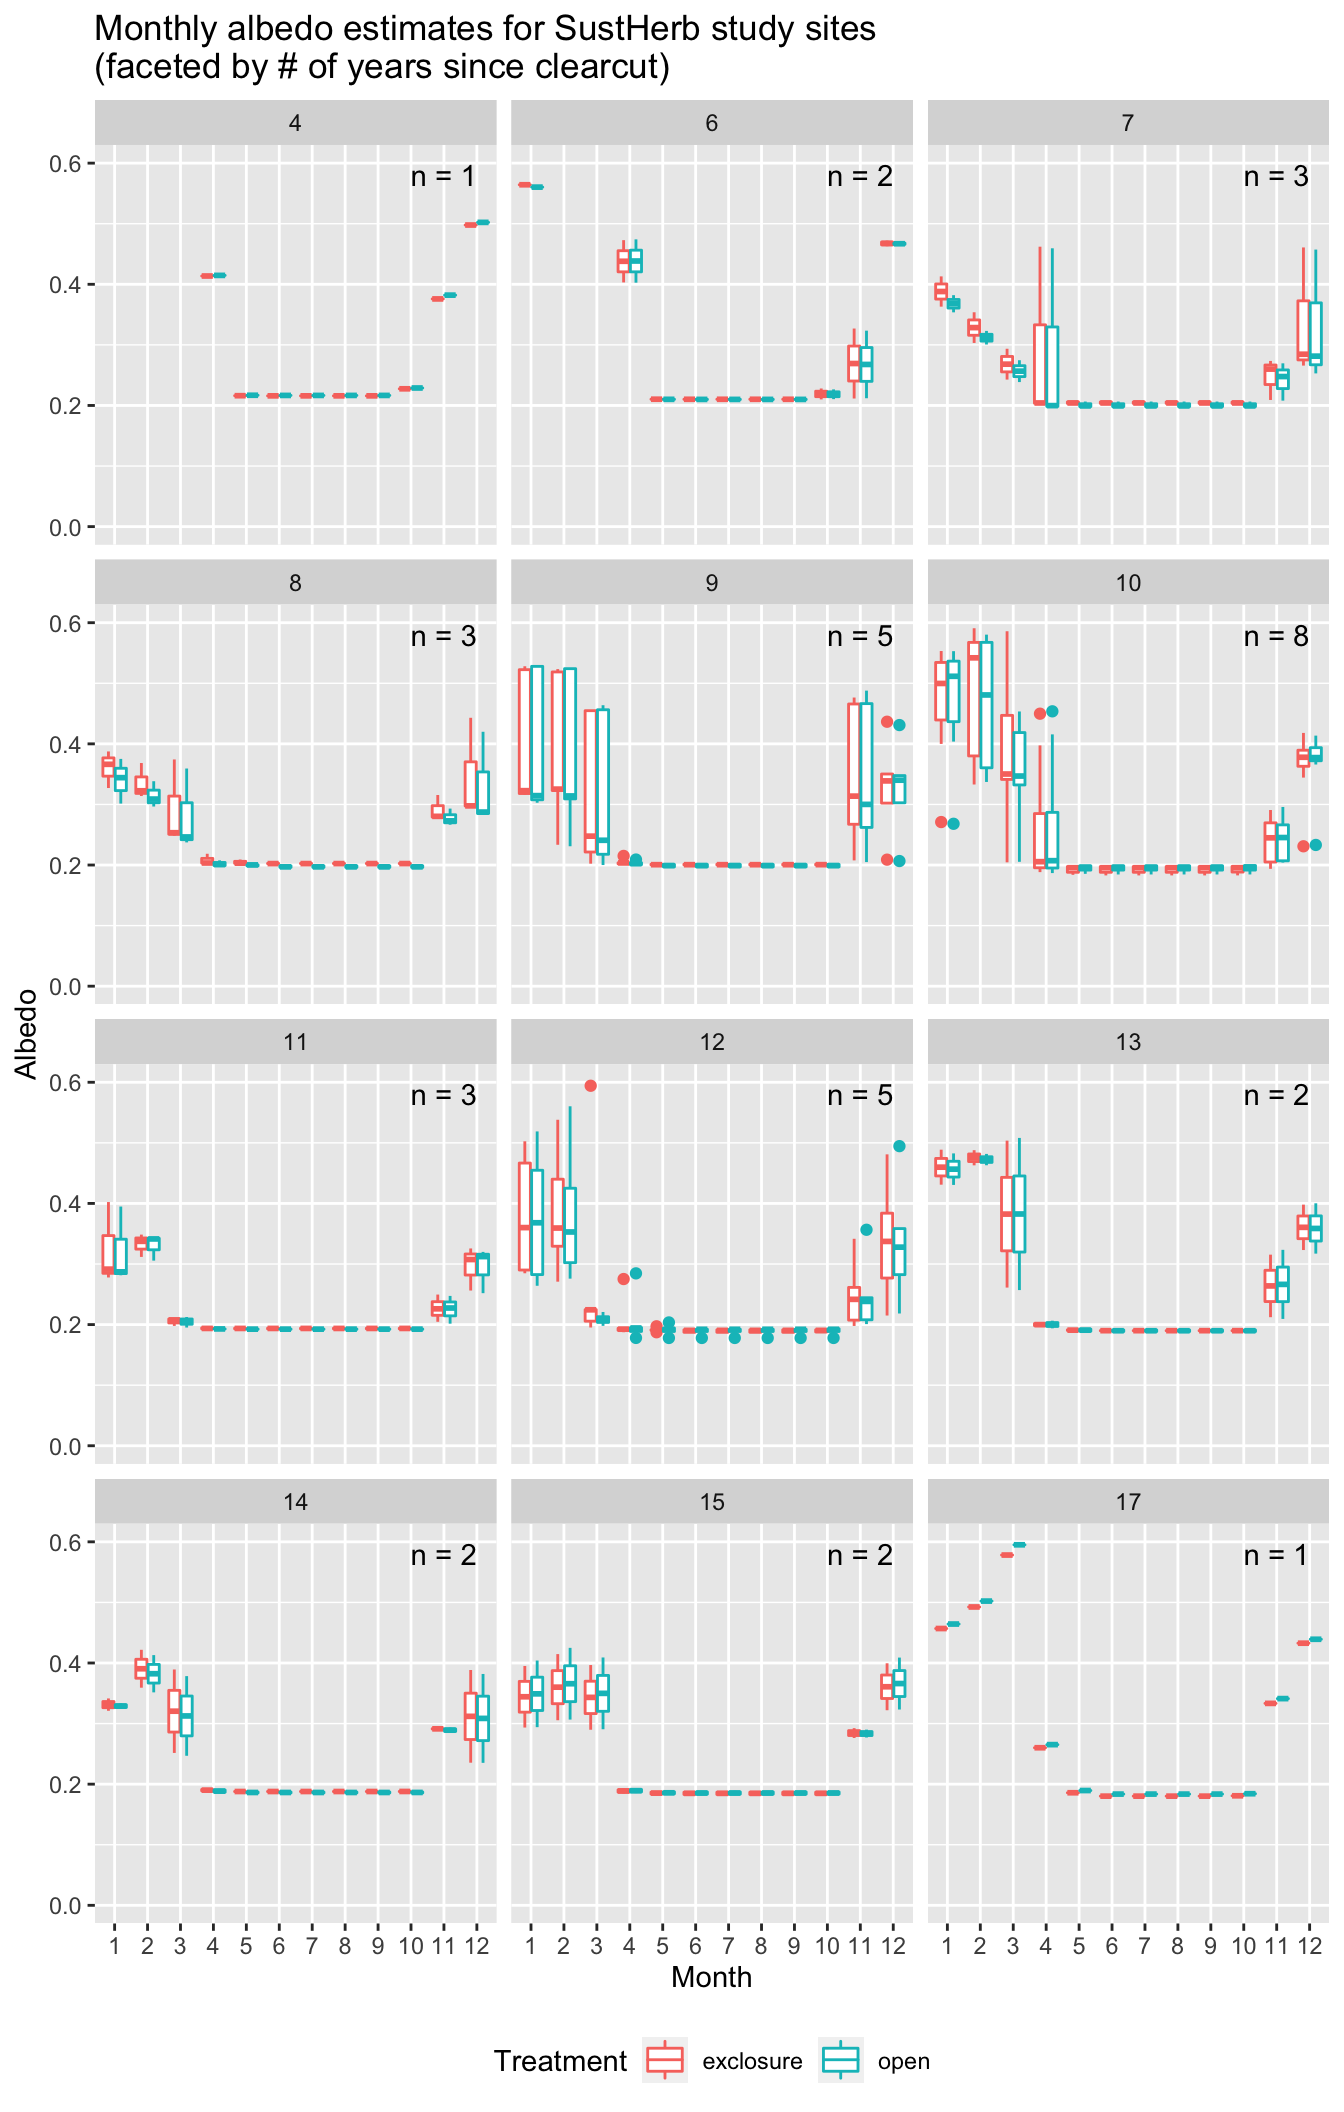 Monthly albedo estimates for SustHerb study sites
(faceted by # of years since clearcut)
4 6 7
0.6 n = 1 n = 2 n = 3
0.4
0.2
0.0
8 9 10
0.6 n = 3 n = 5 n = 8
0.4
0.2
0.0
Albedo
11 12 13
0.6 n = 3 n = 5 n = 2
0.4
0.2
0.0
14 15 17
0.6 n = 2 n = 2 n = 1
0.4
0.2
0.0
1 2 3 4 5 6 7 8 9 10 11 12 1 2 3 4 5 6 7 8 9 10 11 12 1 2 3 4 5 6 7 8 9 10 11 12
Month
Treatment exclosure open